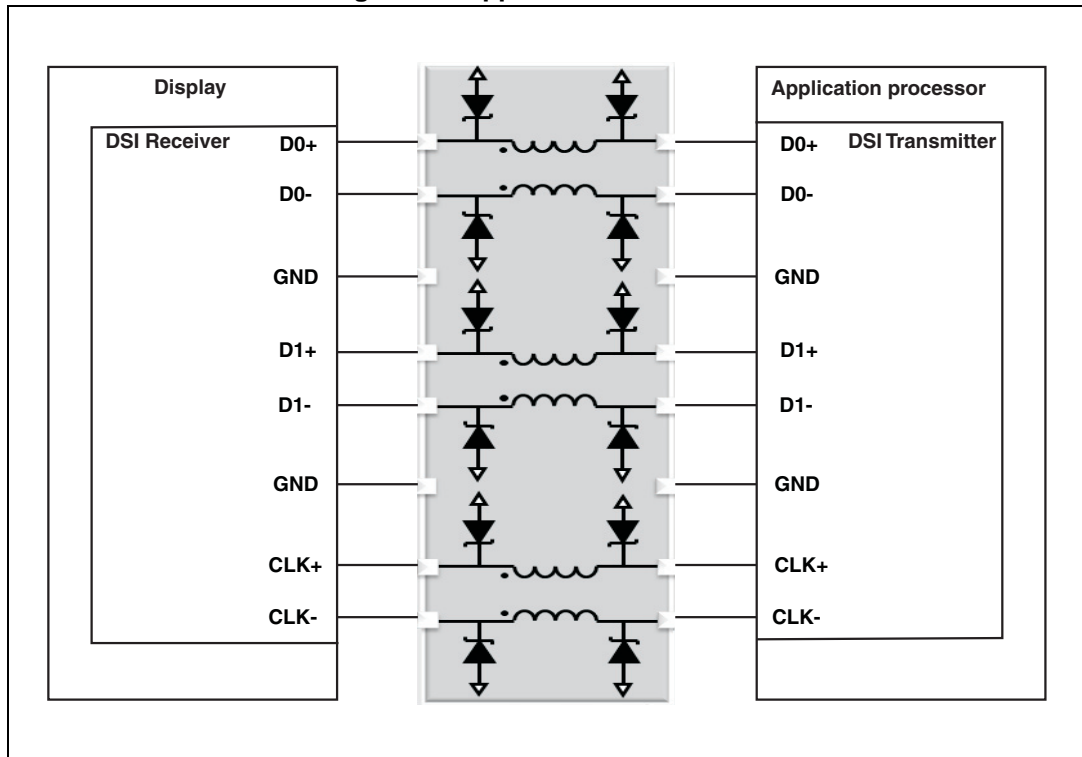 Display
DSI Receiver
D0+
D0-
GND
D1+
D1-
GND
CLK+
CLK-
Application processor
DSI Transmitter
D0+
D0-
GND
D1+
D1-
GND
CLK+
CLK-